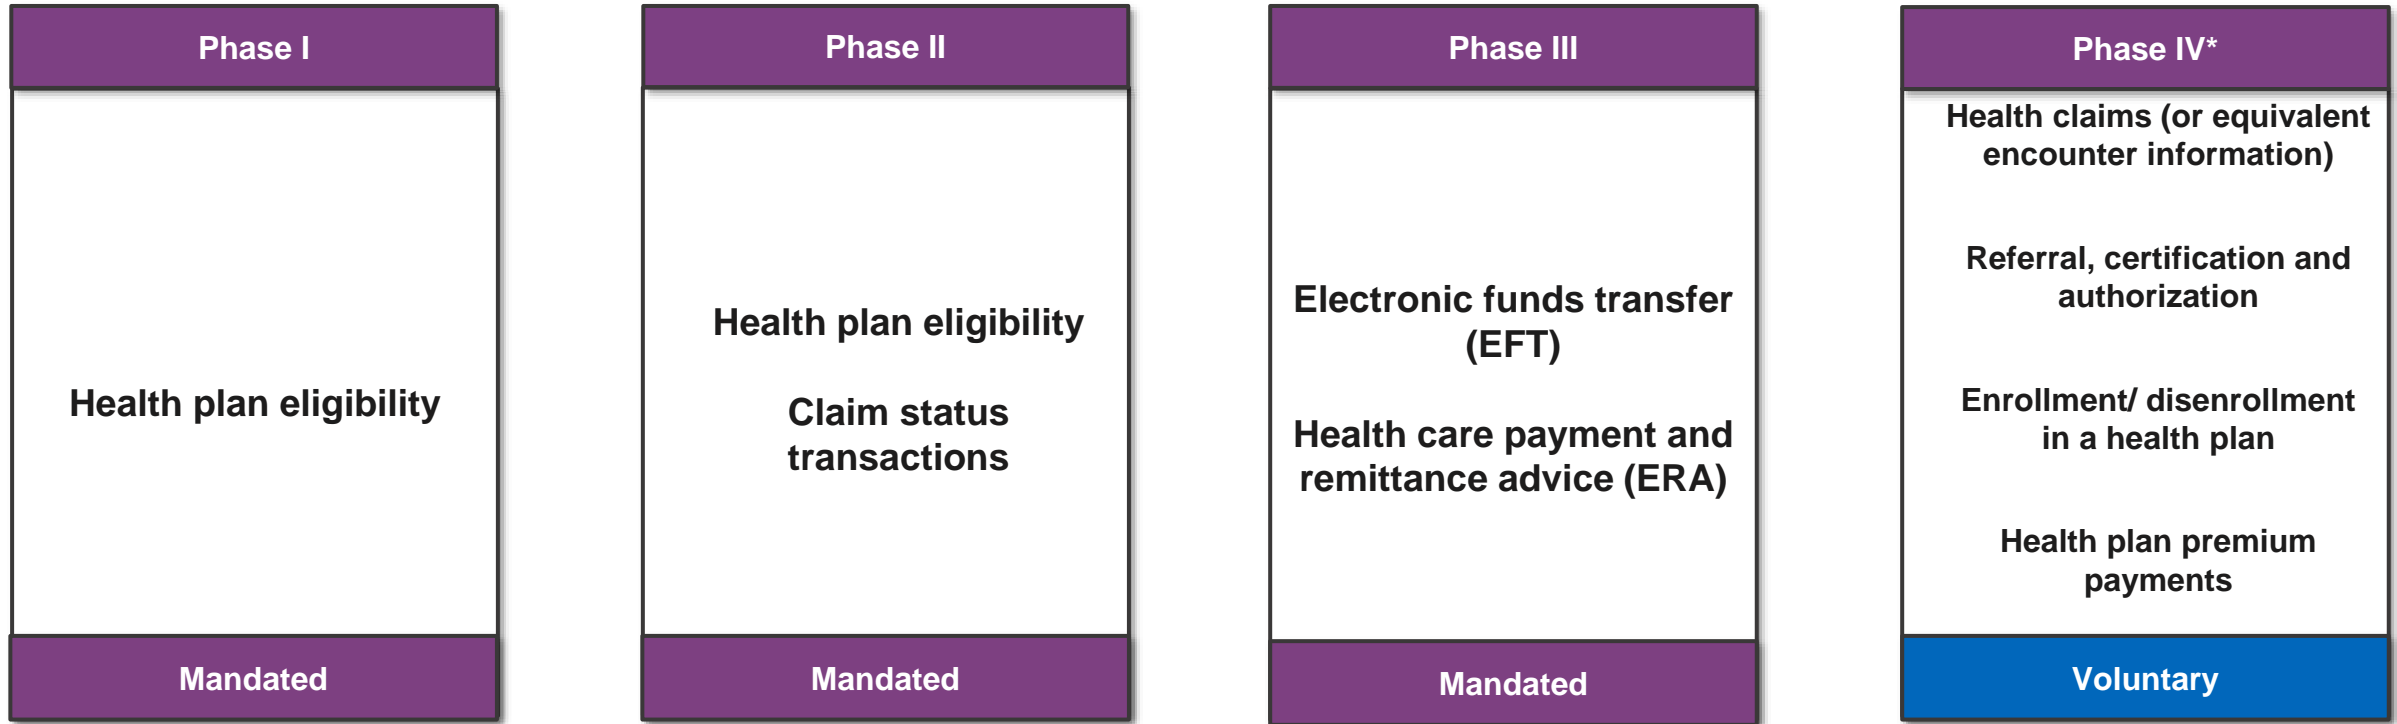 Phase I
Health plan eligibility
Mandated
Phase II
Health plan eligibility
Claim status
transactions
Mandated
Phase III
Electronic funds transfer
(EFT)
Health care payment and
remittance advice (ERA)
Mandated
Phase IV*
Health claims (or equivalent
encounter information)
Referral, certification and
authorization
Enrollment/ disenrollment
in a health plan
Health plan premium
payments
Voluntary